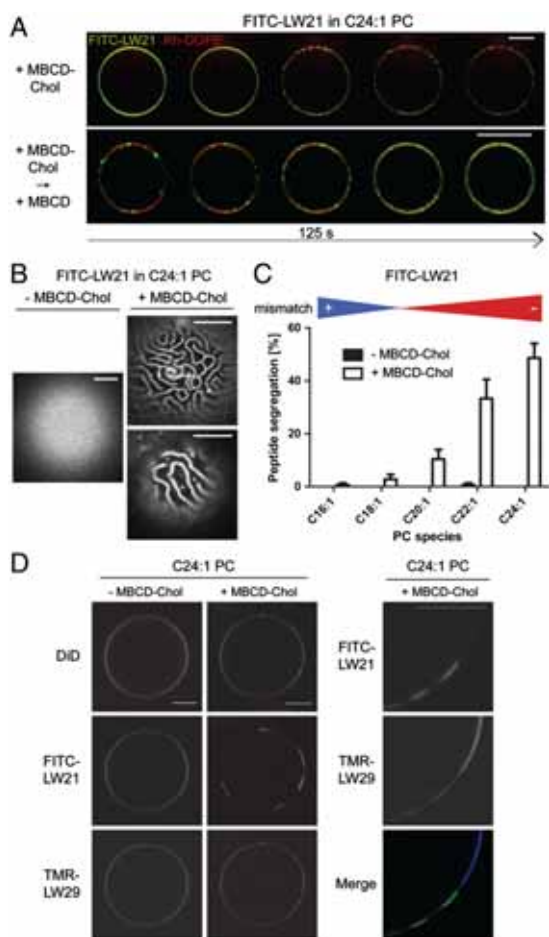 A
FITC-LW21 in C24:1 PC
FITC-LW21 Rh-DOPE
+ MBCD-
Chol
+ MBCD-
Chol
→
+ MBCD
125 s
B
FITC-LW21 in C24:1 PC
- MBCD-Chol + MBCD-Chol
C
FITC-LW21
mismatch + -
Peptide segregation [%]
60
40
20
0
- MBCD-Chol
+ MBCD-Chol
C16:1 C18:1 C20:1 C22:1 C24:1
PC species
D
C24:1 PC
- MBCD-Chol + MBCD-Chol
DiD
FITC-
LW21
TMR-
LW29
C24:1 PC
+ MBCD-Chol
FITC-
LW21
TMR-
LW29
Merge